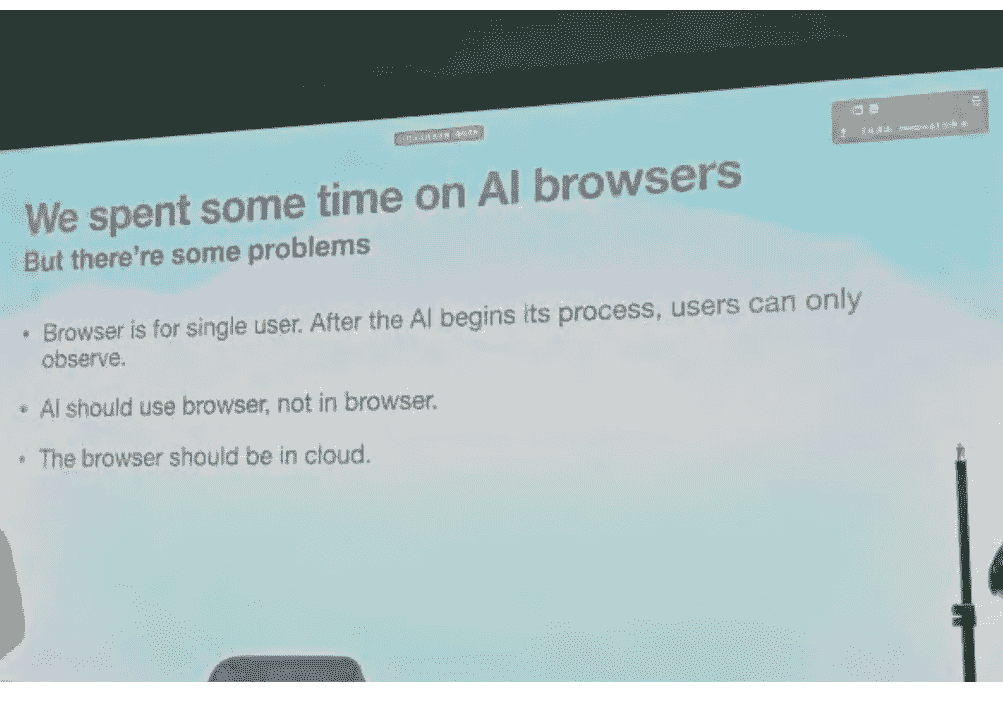 We spent some time on AI browsers
But there're some problems
• Browser is for single user. After the AI begins its process, users can only
observe.
• AI should use browser, not in browser.
• The browser should be in cloud.